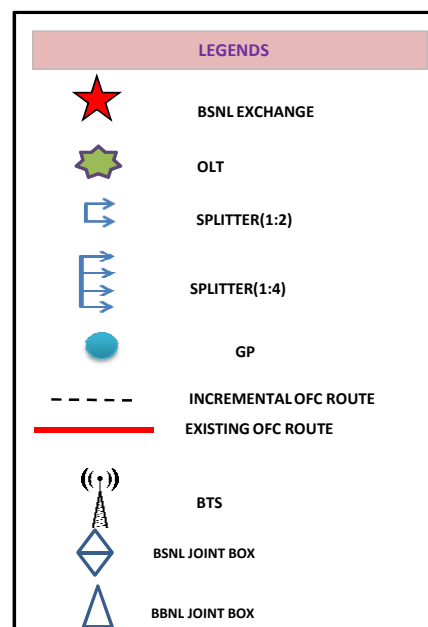 LEGENDS
BSNL EXCHANGE
OLT
SPLITTER(1:2)
SPLITTER(1:4)
GP
INCREMENTAL OFC ROUTE
EXISTING OFC ROUTE
BTS
BSNL JOINT BOX
BBNL JOINT BOX